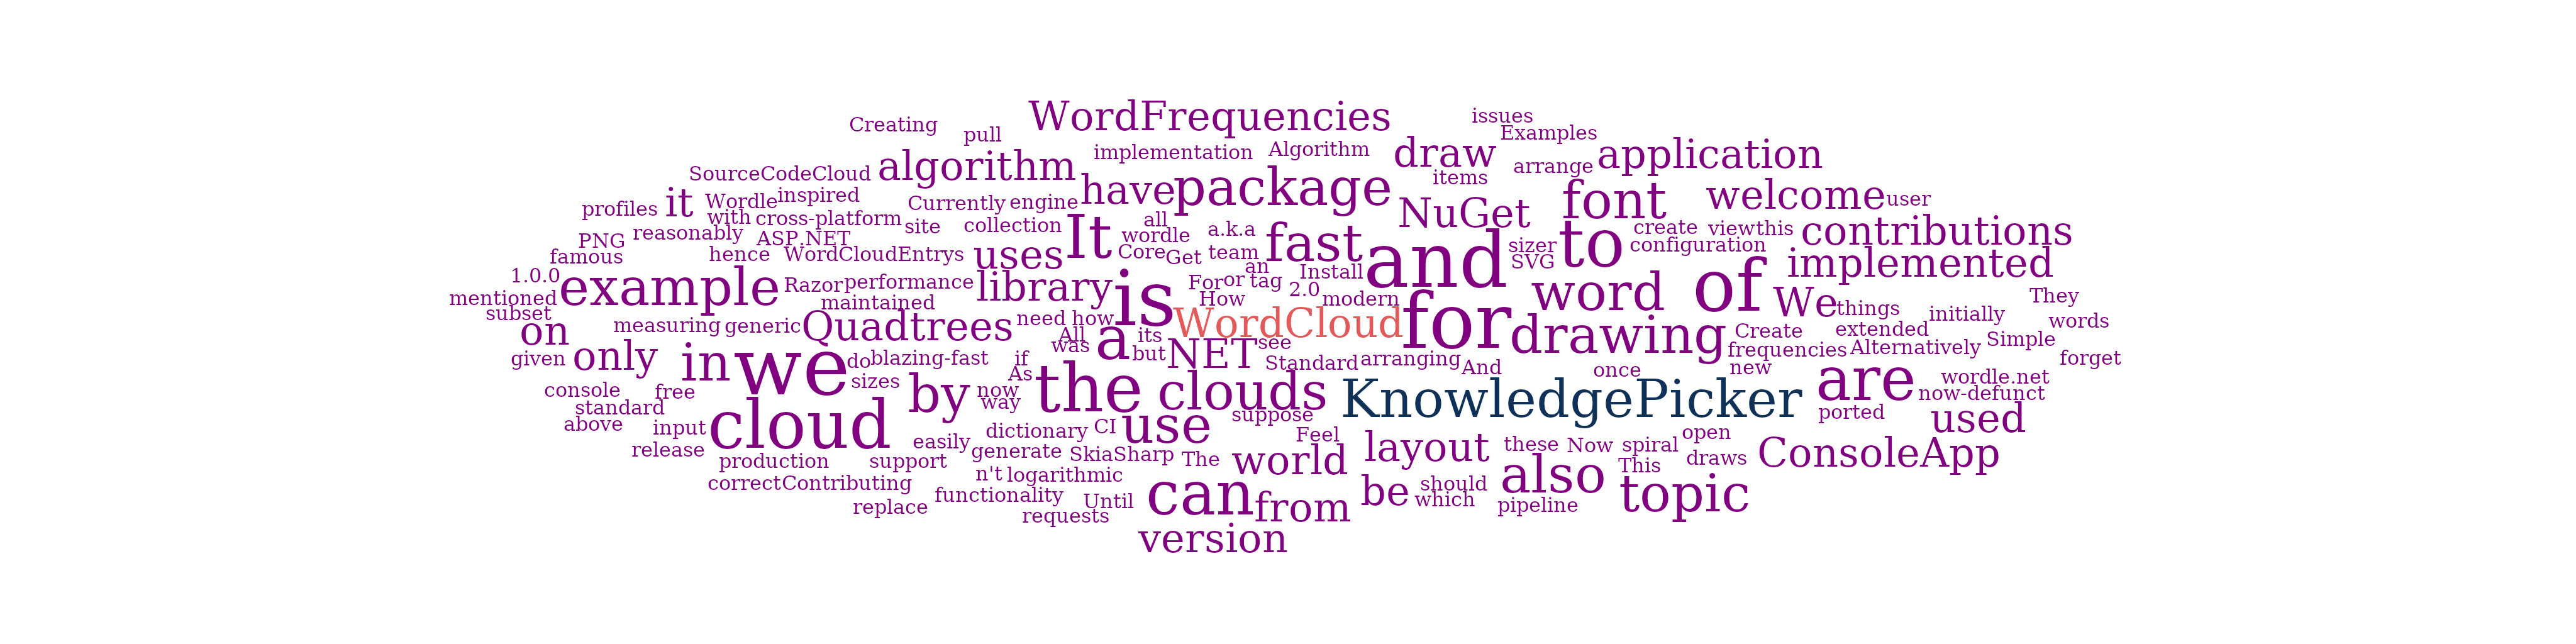 WordFrequencies
issues
Creating
pull
Examples
algorithm
implementation
Algorithm
draw
arrange
application
SourceCodeCloud
have
package
items
font
welcome
user
profiles
it
Wordle
inspired
with
cross-platform
site
Currently
engine
collection
It
all
wordle
a.k.a
NuGet
create
view
this
contributions
PNG
reasonably
ASP.NET
uses
Core
Get
team
fast
and
sizer
to
configuration
famous
hence
WordCloudEntrys
an
SVG
implemented
1.0.0
example
Razor
performance
library
is
For
or
tag
Install
word
of
mentioned
maintained
How
2.0
modern
We
things
They
subset
on
measuring
generic
Quadtrees
need
how
WordCloud
for
drawing
Create
extended
initially
words
All
was
a
its
but
NET
see
frequencies
Alternatively
Simple
given
only
in
we
do
blazing-fast
if
As
Standard
arranging
And
once
new
forget
console
free
sizes
by
now
way
the
clouds
KnowledgePicker
are
wordle.net
now-defunct
standard
above
input
cloud
dictionary
CI
use
suppose
Feel
ported
used
release
easily
generate
SkiaSharp
The
world
layout
these
Now
spiral
open
draws
ConsoleApp
production
support
n't
logarithmic
can
be
should
which
also
This
topic
correct
Contributing
functionality
Until
from
pipeline
replace
requests
version